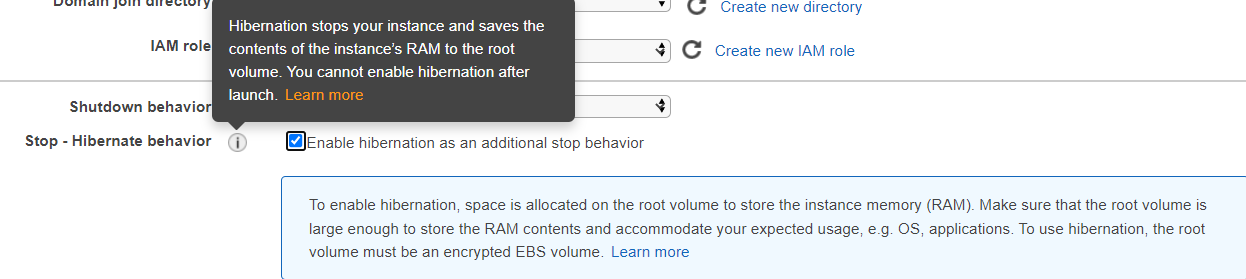 Domain join directory
Create new directory
Hibernation stops your instance and saves the
contents of the instance's RAM to the root
volume. You cannot enable hibernation after
launch. Learn more
IAM role
Create new IAM role
Shutdown behavior
Stop - Hibernate behavior
Enable hibernation as an additional stop behavior
To enable hibernation, space is allocated on the root volume to store the instance memory (RAM). Make sure that the root volume is
large enough to store the RAM contents and accommodate your expected usage, e.g. OS, applications. To use hibernation, the root
volume must be an encrypted EBS volume. Learn more